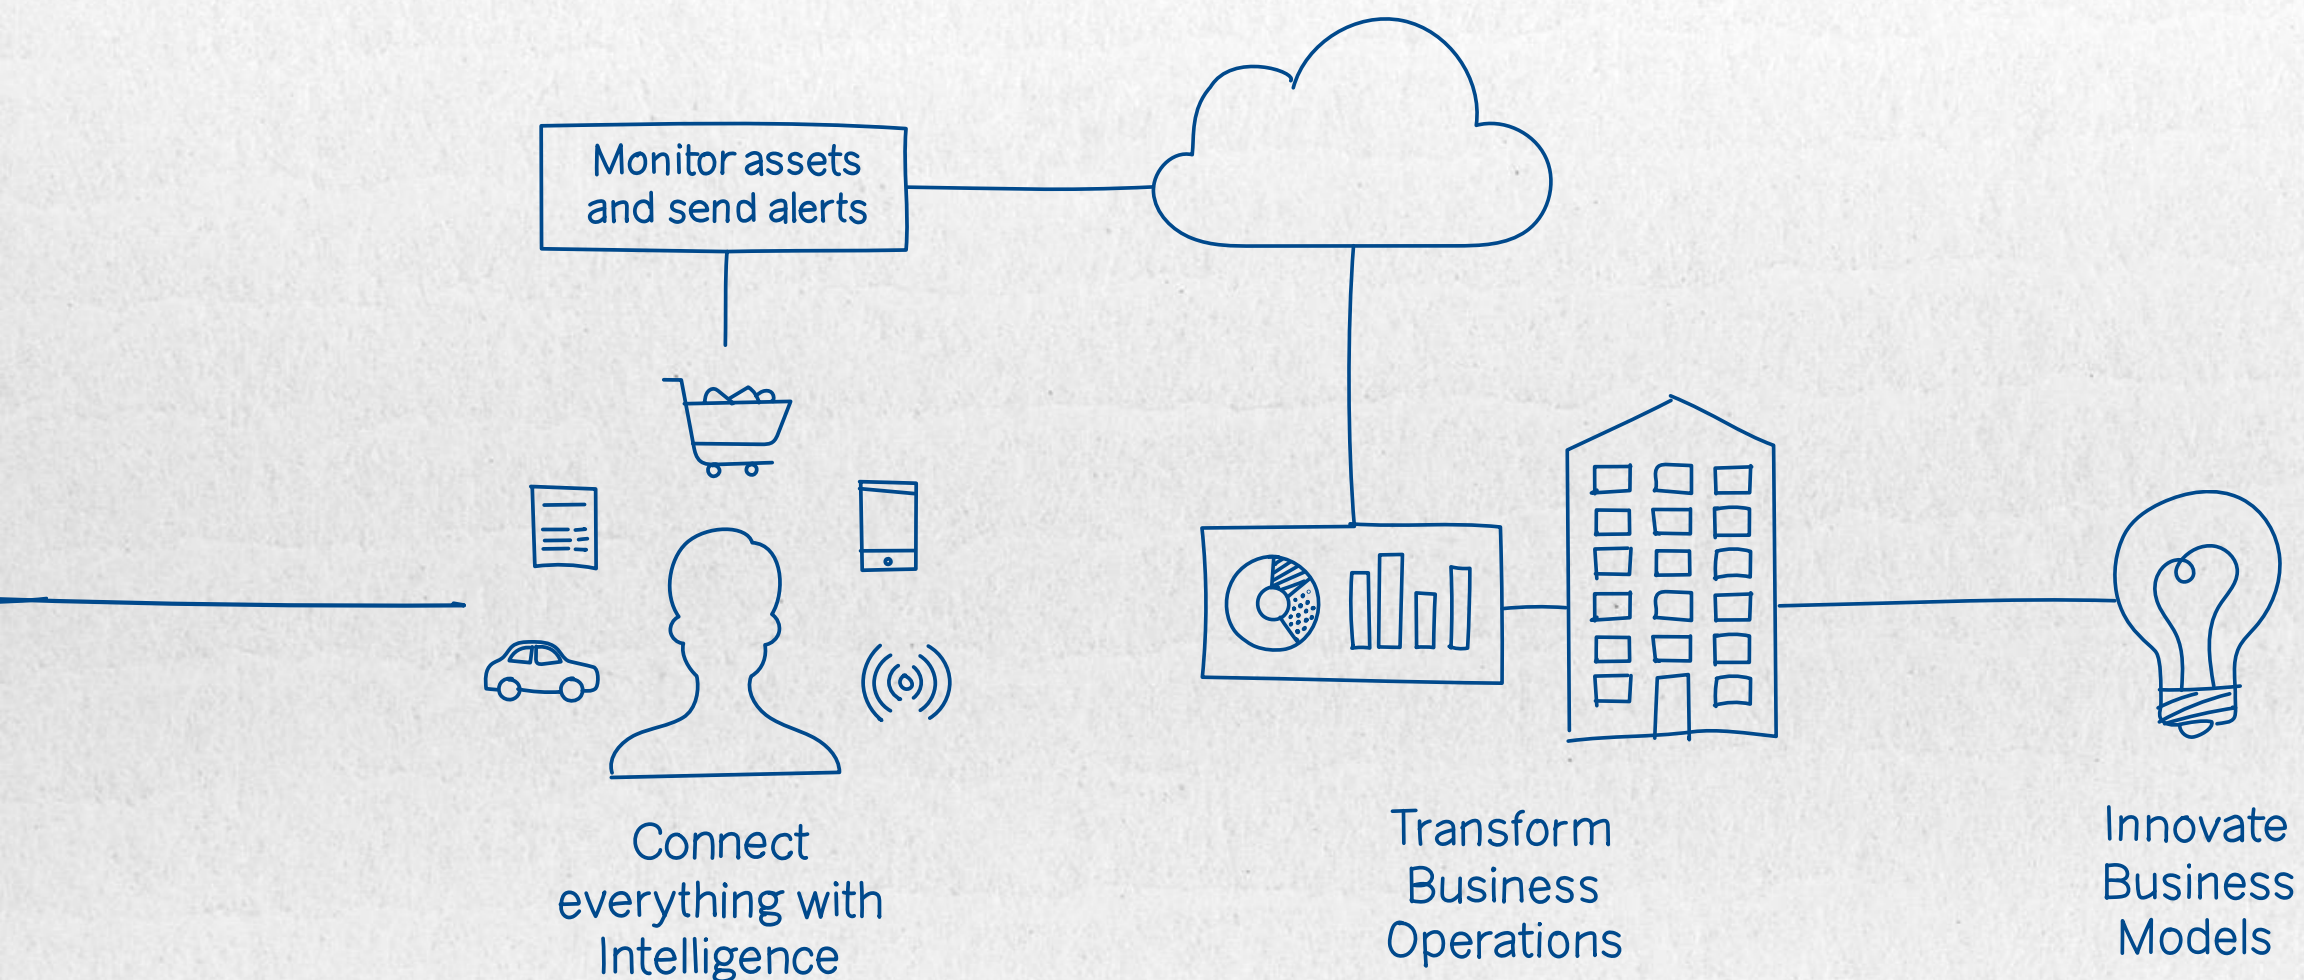 Monitor assets
and send alerts
Connect
everything with
Intelligence
Transform
Business
Operations
Innovate
Business
Models